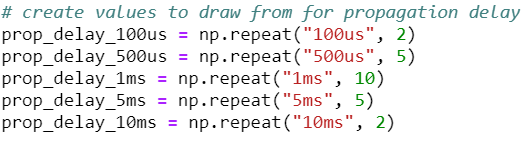 # create values to draw from for propagation delay
prop_delay_100us = np.repeat("100us", 2)
prop_delay_500us = np.repeat("500us", 5)
prop_delay_1ms = np.repeat("1ms", 10)
prop_delay_5ms = np.repeat("5ms", 5)
prop_delay_10ms = np.repeat("10ms", 2)